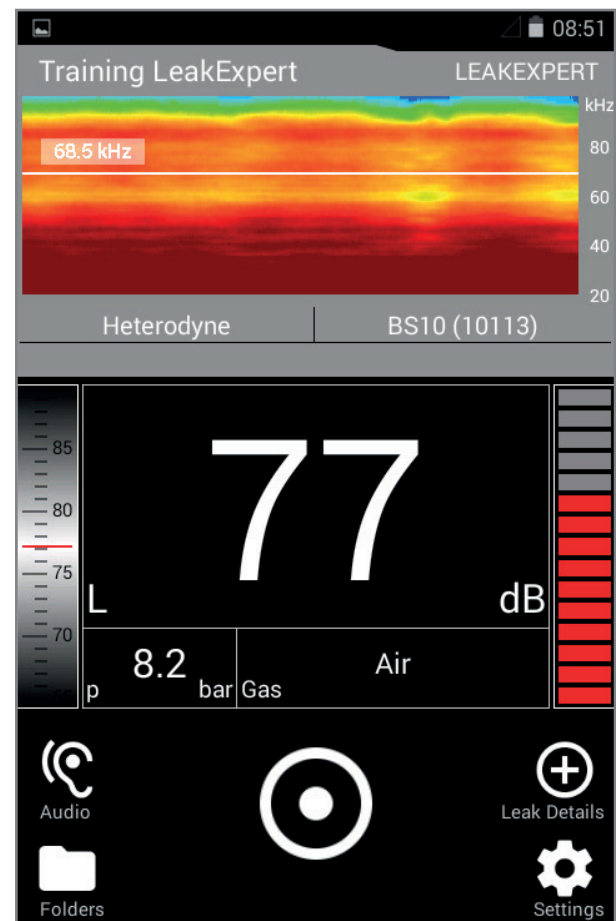 08:51
Training LeakExpert LEAKEXPERT
kHz
68.5 kHz
80
60
40
20
Heterodyne BS10 (10113)
85
80
75
70
77
L dB
8.2 Air
p bar Gas
Audio Leak Details
Folders Settings